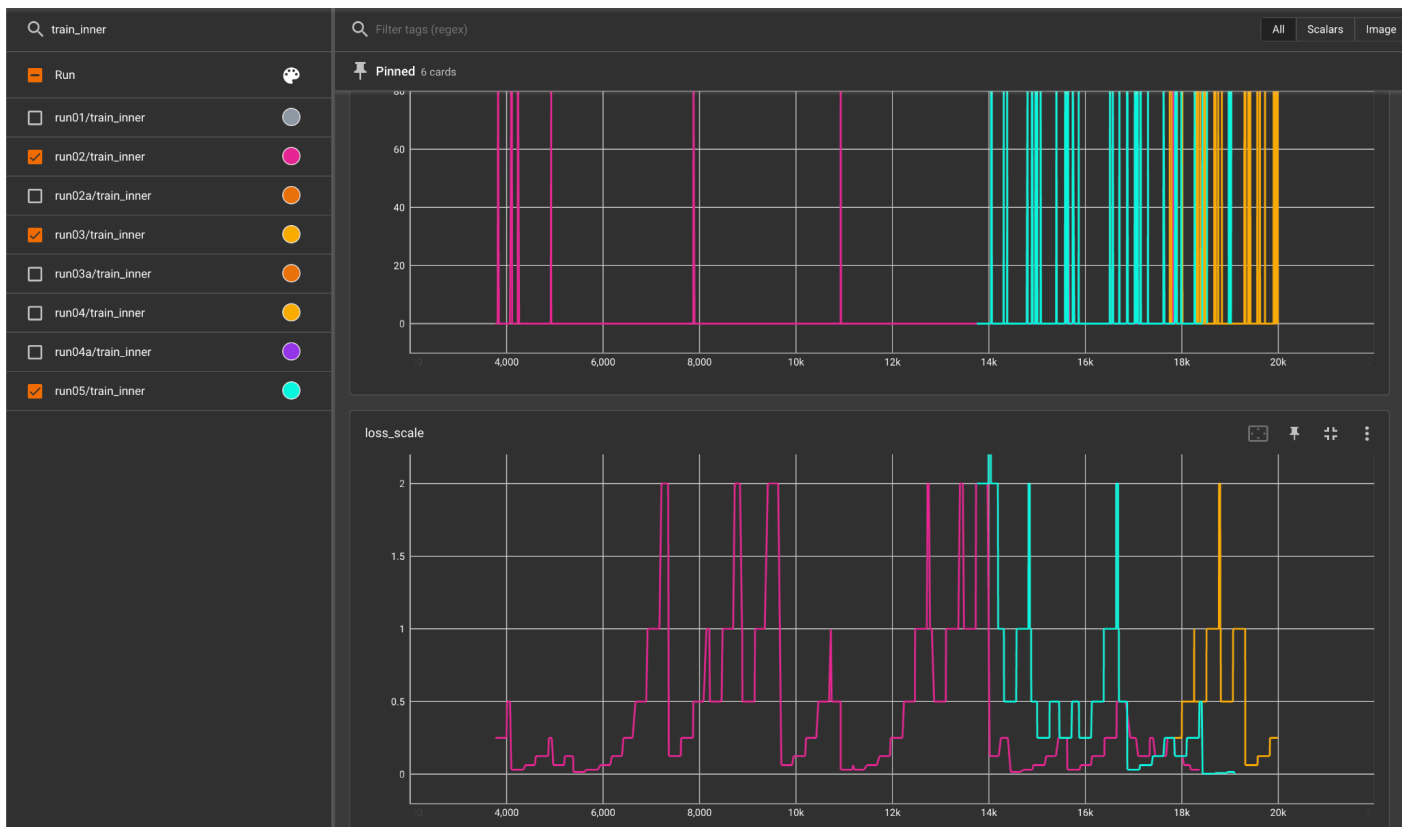 train_inner
Filter tags (regex)
All Scalars Image
Run
Pinned 6 cards
run01/train_inner
run02/train_inner
run02a/train_inner
run03/train_inner
run03a/train_inner
run04/train_inner
run04a/train_inner
run05/train_inner
80
60
40
20
0
4,000 6,000 8,000 10k 12k 14k 16k 18k 20k
loss_scale
2
1.5
1
0.5
0
4,000 6,000 8,000 10k 12k 14k 16k 18k 20k